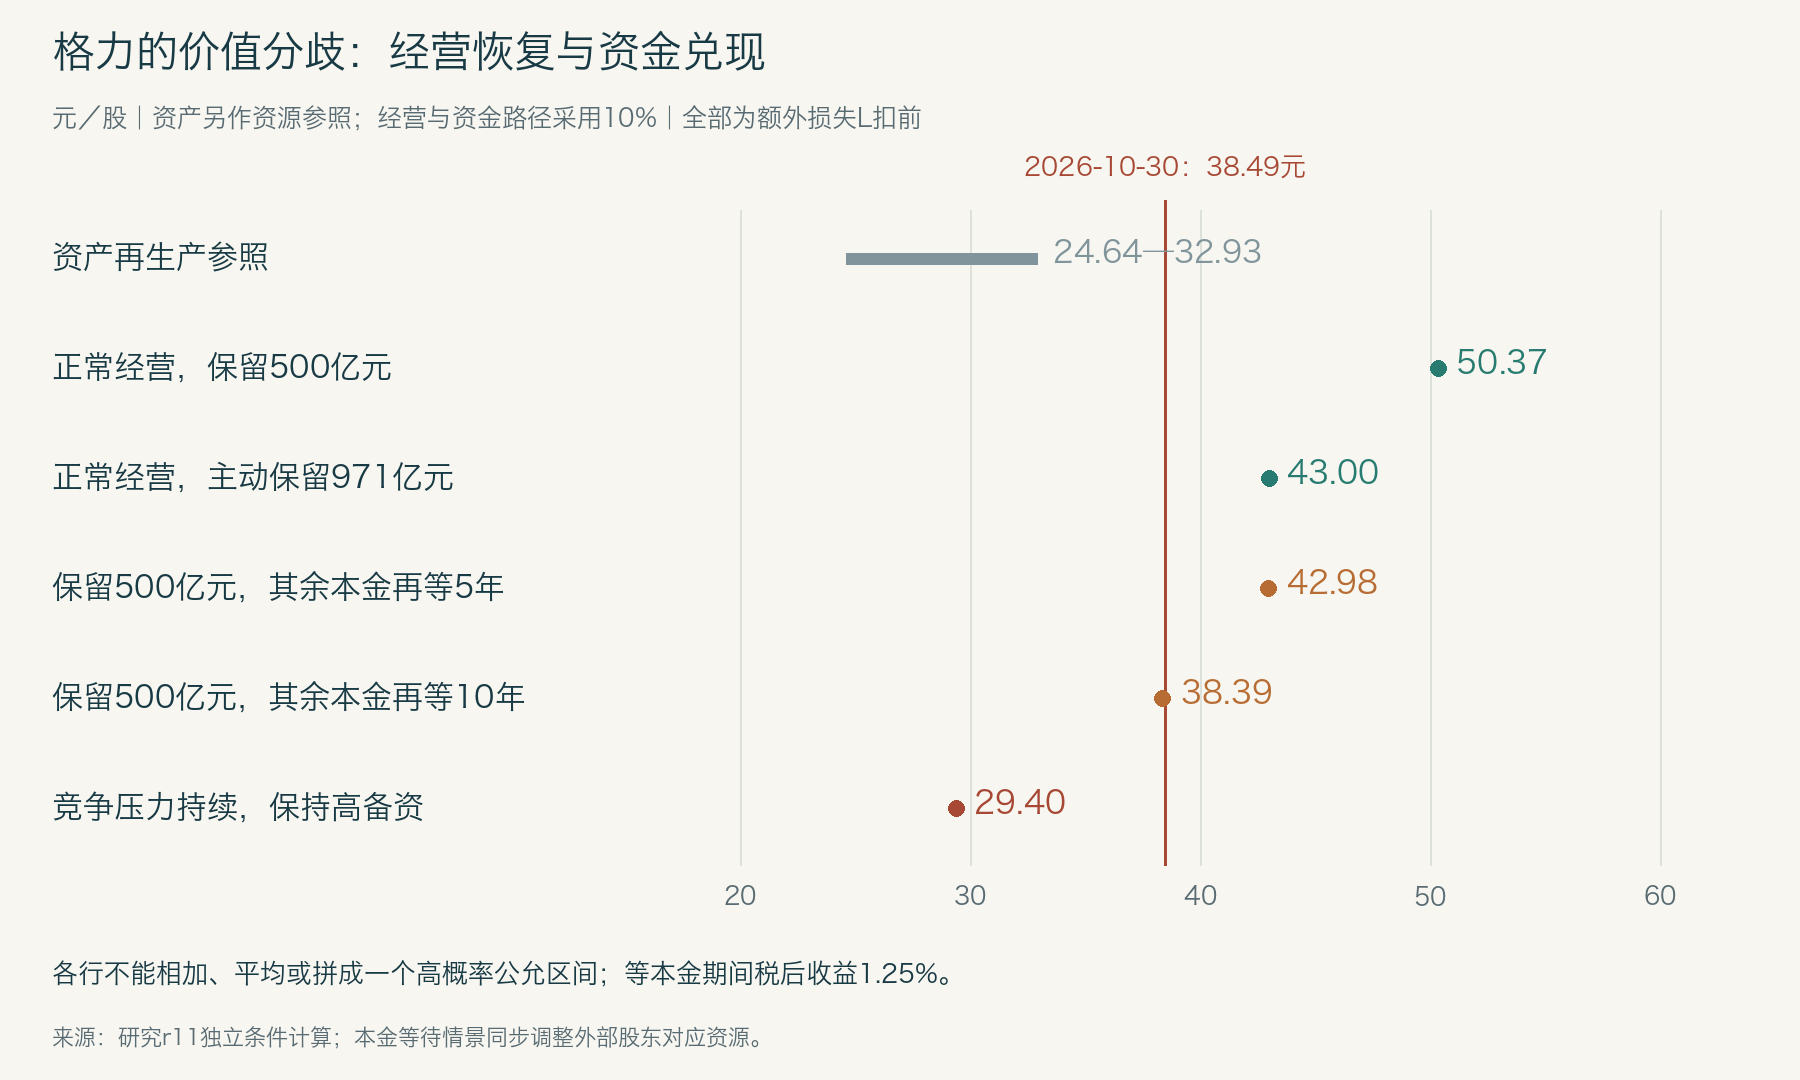 格力的价值分歧：经营恢复与资金兑现
元／股｜资产另作资源参照；经营与资金路径采用10%｜全部为额外损失L扣前
2026-10-30：38.49元
资产再生产参照 24.64—32.93
正常经营，保留500亿元 50.37
正常经营，主动保留971亿元 43.00
保留500亿元，其余本金再等5年 42.98
保留500亿元，其余本金再等10年 38.39
竞争压力持续，保持高备资 29.40
20 30 40 50 60
各行不能相加、平均或拼成一个高概率公允区间；等本金期间税后收益1.25%。
来源：研究r11独立条件计算；本金等待情景同步调整外部股东对应资源。